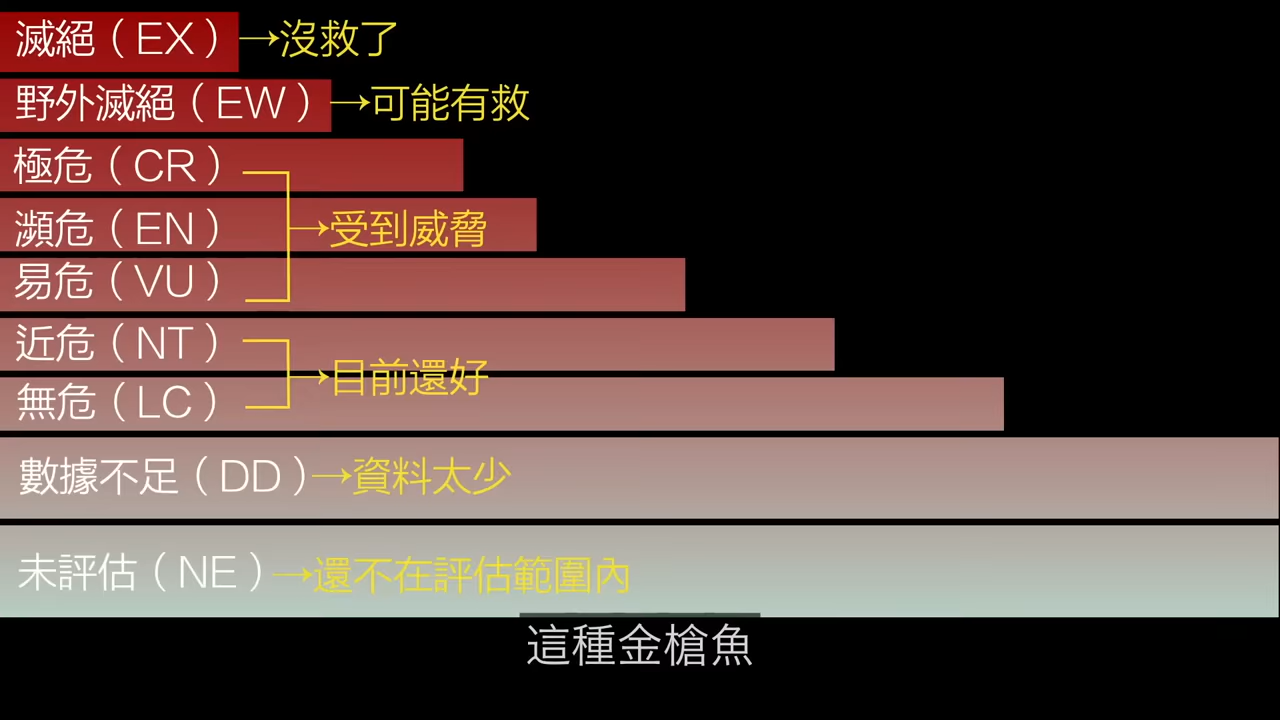 滅絕（EX）→沒救了
野外滅絕（EW）→可能有救
極危（CR）
瀕危（EN）→受到威脅
易危（VU）
近危（NT）
→目前還好
無危（LC）
數據不足（DD）→資料太少
未評估（NE）→還不在評估範圍內
這種金槍魚